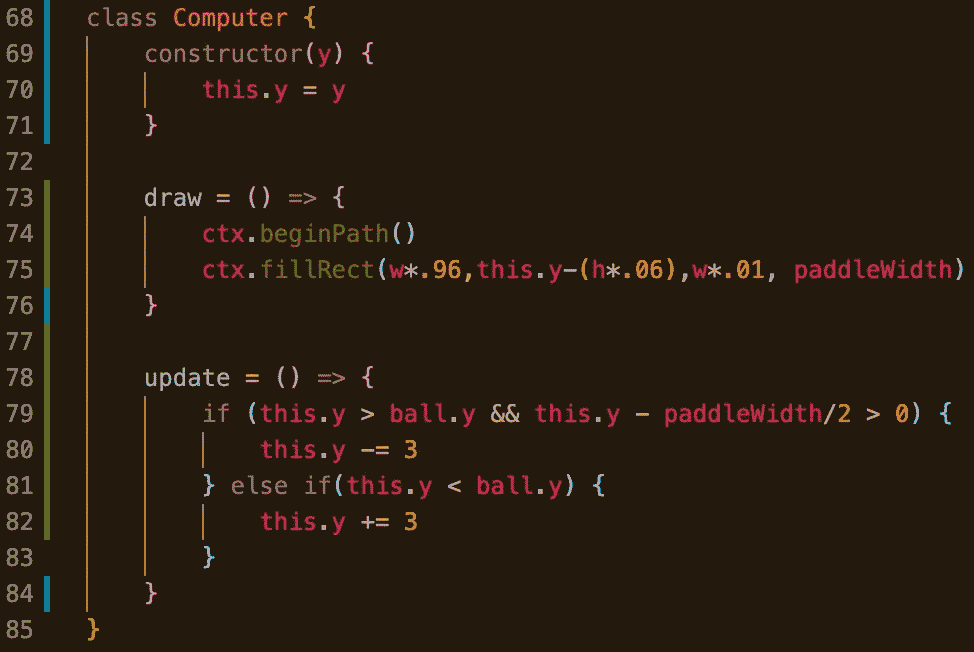 68 class Computer {
69     constructor(y) {
70         this.y = y
71     }
72
73     draw = () => {
74         ctx.beginPath()
75         ctx.fillRect(w*.96,this.y-(h*.06),w*.01, paddleWidth)
76     }
77
78     update = () => {
79         if (this.y > ball.y && this.y - paddleWidth/2 > 0) {
80             this.y -= 3
81         } else if(this.y < ball.y) {
82             this.y += 3
83         }
84     }
85 }